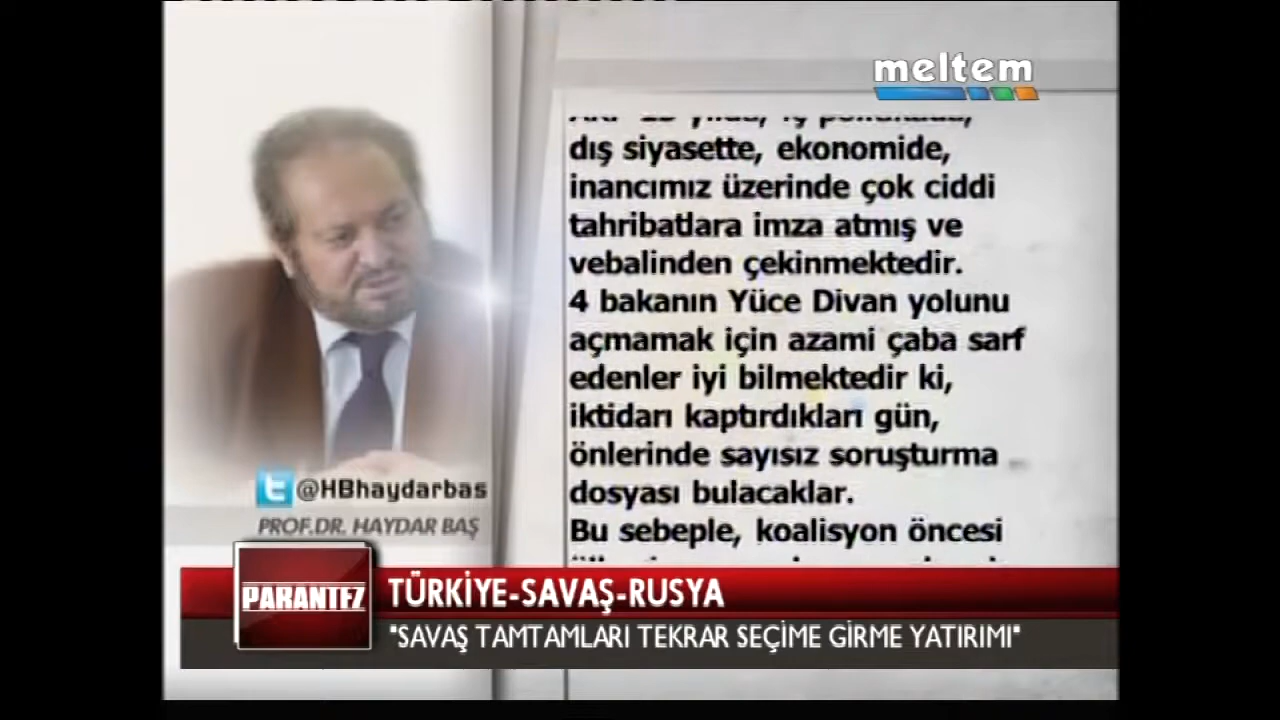 meltem
dış siyasette, ekonomide,
inancımız üzerinde çok ciddi
tahribatlara imza atmış ve
vebalinden çekinmektedir.
4 bakanın Yüce Divan yolunu
açmamak için azami çaba sarf
edenler iyi bilmektedir ki,
iktidarı kaptırdıkları gün,
önlerinde sayısız soruşturma
dosyası bulacaklar.
Bu sebeple, koalisyon öncesi
@HBhaydarbas
PROF.DR. HAYDAR BAŞ
PARANTEZ
TÜRKİYE-SAVAŞ-RUSYA
"SAVAŞ TAMTAMLARI TEKRAR SEÇİME GİRME YATIRIMI"